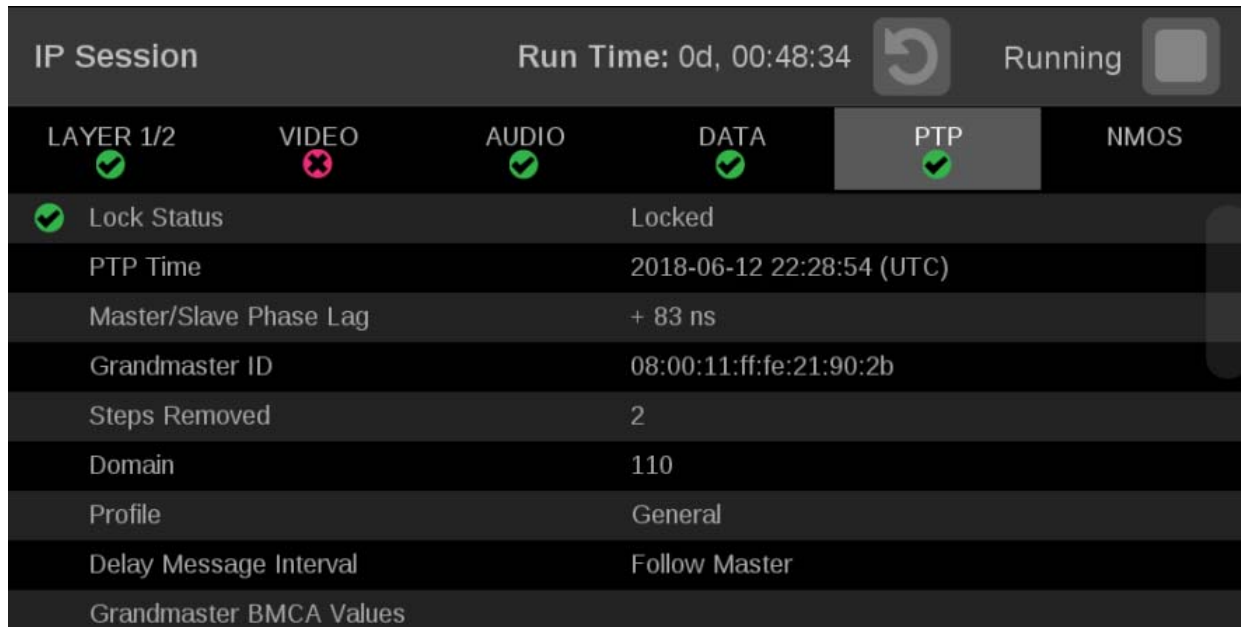 IP Session Run Time: 0d, 00:48:34 Running
LAYER 1/2 VIDEO AUDIO DATA PTP NMOS
Lock Status Locked
PTP Time 2018-06-12 22:28:54 (UTC)
Master/Slave Phase Lag + 83 ns
Grandmaster ID 08:00:11:ff:fe:21:90:2b
Steps Removed 2
Domain 110
Profile General
Delay Message Interval Follow Master
Grandmaster BMCA Values